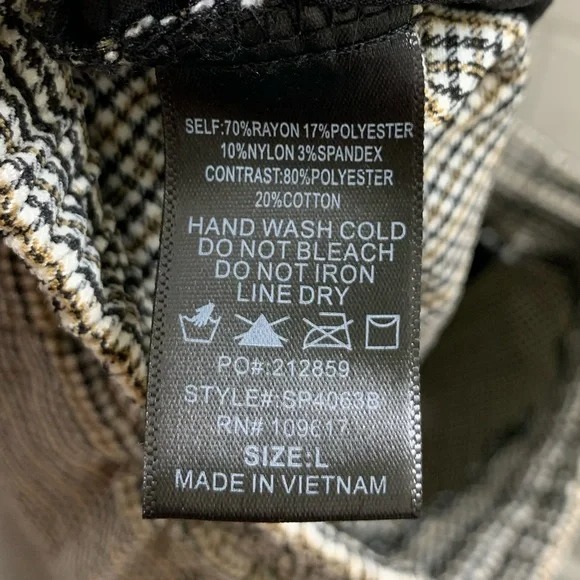 SELF:70%RAYON 17%POLYESTER
10%NYLON 3%SPANDEX
CONTRAST:80%POLYESTER
20%COTTON
HAND WASH COLD
DO NOT BLEACH
DO NOT IRON
LINE DRY
PO#:212859
STYLE#:SP4063B
RN# 109617
SIZE:L
MADE IN VIETNAM